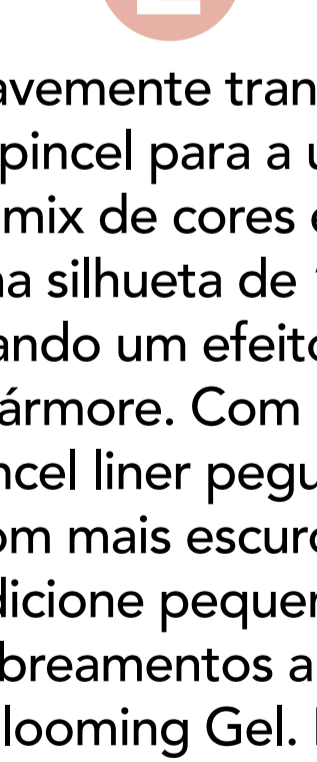 avemente tran
pincel para a u
mix de cores e
na silhueta de
ando um efeito
ármore. Com
ncel liner pegu
om mais escuro
dicione pequer
breamentos a
looming Gel.